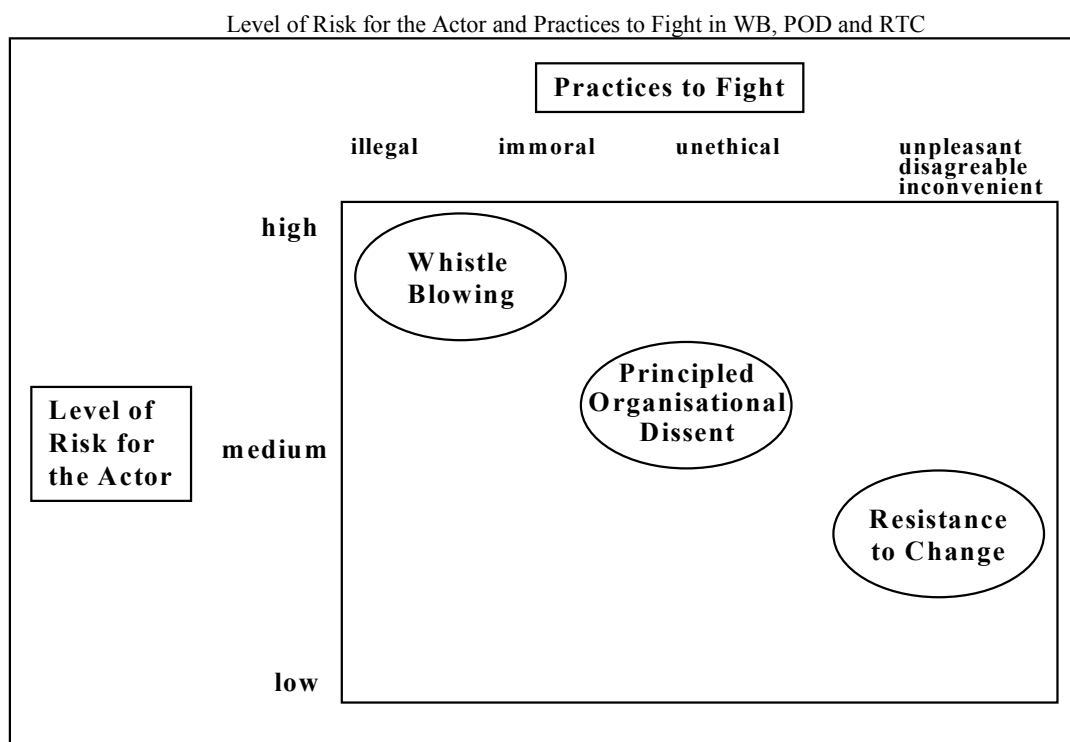 Level of Risk for the Actor and Practices to Fight in WB, POD and RTC
Practices to Fight
illegal immoral unethical unpleasant
disagreable
inconvenient
high
Whistle
Blowing
Principled
Organisational
Dissent
Level of
Risk for
the Actor
medium
Resistance
to Change
low